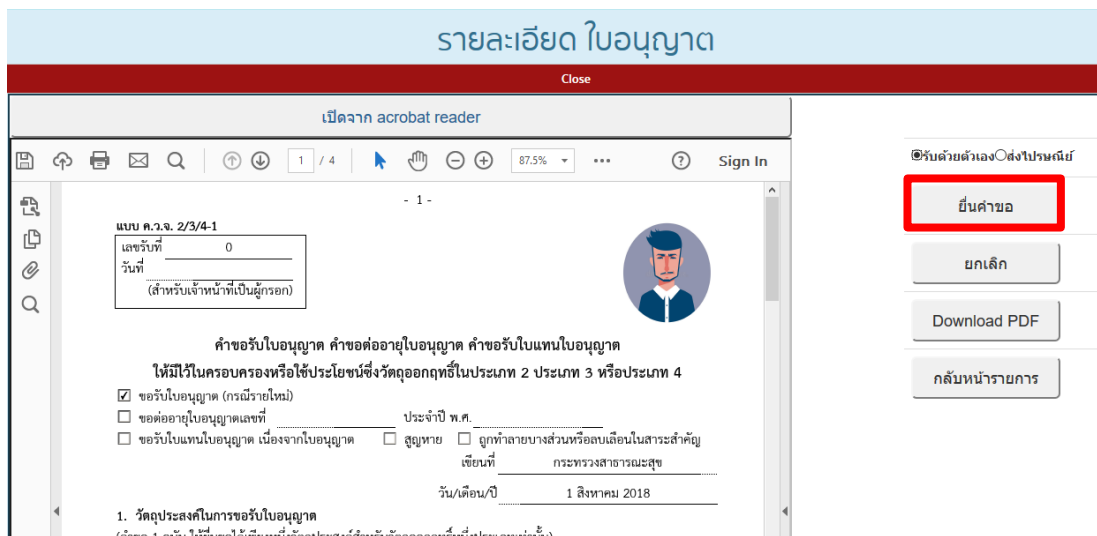 รายละเอียด ใบอนุญาต
Close
เปิดจาก acrobat reader
1 / 4 87.5% Sign In
รับด้วยตัวเอง ส่งไปรษณีย์
ยื่นคำขอ
ยกเลิก
Download PDF
กลับหน้ารายการ
- 1 -
แบบ ค.ว.จ. 2/3/4-1
เลขรับที่ 0
วันที่
(สำหรับเจ้าหน้าที่เป็นผู้กรอก)
คำขอรับใบอนุญาต คำขอต่ออายุใบอนุญาต คำขอรับใบแทนใบอนุญาต
ให้มีไว้ในครอบครองหรือใช้ประโยชน์ซึ่งวัตถุออกฤทธิ์ในประเภท 2 ประเภท 3 หรือประเภท 4
ขอรับใบอนุญาต (กรณีรายใหม่)
ขอต่ออายุใบอนุญาตเลขที่ ประจำปี พ.ศ.
ขอรับใบแทนใบอนุญาต เนื่องจากใบอนุญาต สูญหาย ถูกทำลายบางส่วนหรือลบเลือนในสาระสำคัญ
เขียนที่ กระทรวงสาธารณะสุข
วัน/เดือน/ปี 1 สิงหาคม 2018
1. วัตถุประสงค์ในการขอรับใบอนุญาต